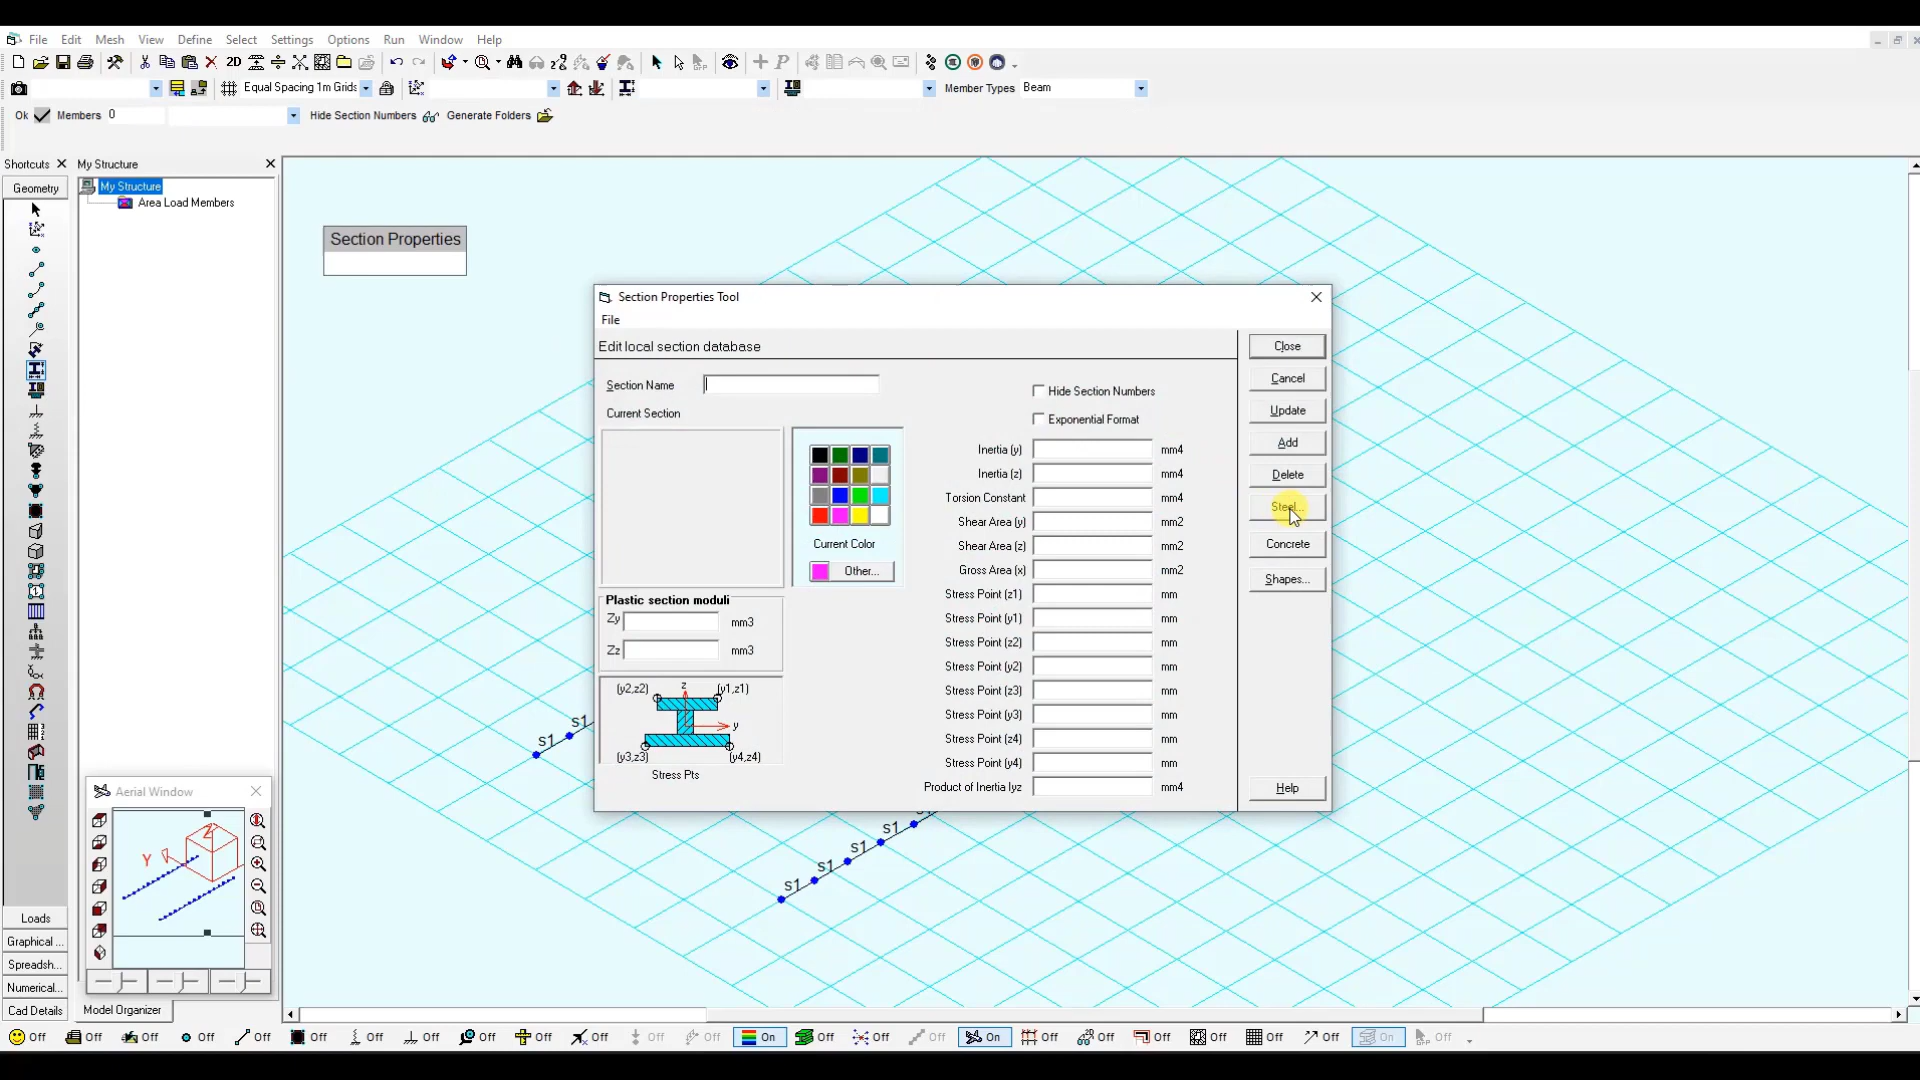 File Edit Mesh View Define Select Settings Options Run Window Help
2D
Equal Spacing 1m Grids Member Types Beam
Ok Members 0 Hide Section Numbers Generate Folders
Shortcuts My Structure
Geometry
My Structure
Area Load Members
Section Properties
Section Properties Tool
File
Edit local section database
Section Name
Current Section
Hide Section Numbers
Exponential Format
Inertia (y) mm4
Inertia (z) mm4
Torsion Constant mm4
Shear Area (y) mm2
Shear Area (z) mm2
Gross Area (x) mm2
Stress Point (z1) mm
Stress Point (y1) mm
Stress Point (z2) mm
Stress Point (y2) mm
Stress Point (z3) mm
Stress Point (y3) mm
Stress Point (z4) mm
Stress Point (y4) mm
Product of Inertia Iyz mm4
Current Color
Other...
Plastic section moduli
Zy mm3
Zz mm3
(y2,z2) z (y1,z1)
y
(y3,z3) (y4,z4)
Stress Pts
Close
Cancel
Update
Add
Delete
Steel...
Concrete
Shapes...
Help
s1
s1
s1
s1
s1
s1
Aerial Window
Z
Y
Loads
Graphical ...
Spreadsh...
Numerical...
Cad Details
Model Organizer
Off Off Off Off Off Off Off Off Off Off Off Off Off On Off Off Off On Off Off Off Off Off Off On Off